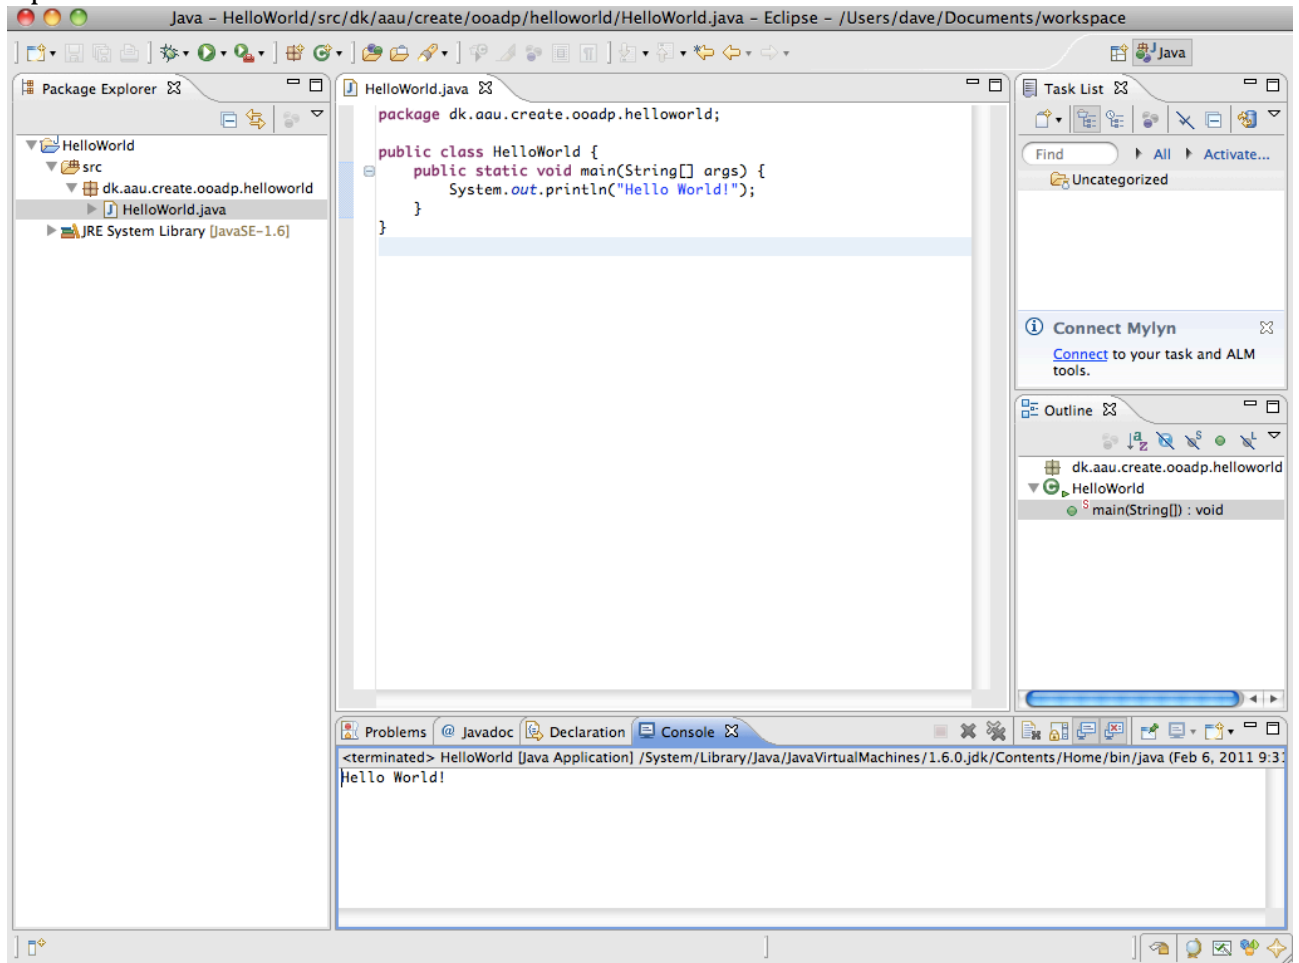 Java – HelloWorld/src/dk/aau/create/ooadp/helloworld/HelloWorld.java – Eclipse – /Users/dave/Documents/workspace
Java
Package Explorer
HelloWorld
src
dk.aau.create.ooadp.helloworld
HelloWorld.java
JRE System Library [JavaSE-1.6]
HelloWorld.java
package dk.aau.create.ooadp.helloworld;
public class HelloWorld {
public static void main(String[] args) {
System.out.println("Hello World!");
}
}
Task List
Find
All
Activate...
Uncategorized
Connect Mylyn
Connect to your task and ALM
tools.
Outline
dk.aau.create.ooadp.helloworld
HelloWorld
main(String[]) : void
Problems
@ Javadoc
Declaration
Console
<terminated> HelloWorld [Java Application] /System/Library/Java/JavaVirtualMachines/1.6.0.jdk/Contents/Home/bin/java (Feb 6, 2011 9:31
Hello World!